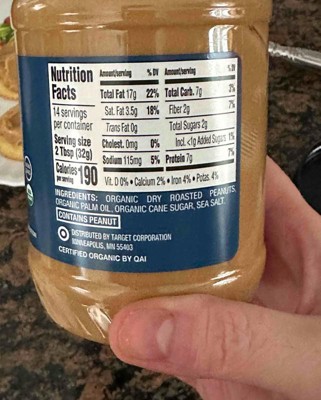 Nutrition Facts
14 servings per container
Serving size 2 Tbsp (32g)
Calories per serving 190
Amount/serving % DV
Total Fat 17g 22%
Sat. Fat 3.5g 18%
Trans Fat 0g
Cholest. 0mg 0%
Sodium 115mg 5%
Amount/serving % DV
Total Carb. 7g 3%
Fiber 2g 7%
Total Sugars 2g
Incl. <1g Added Sugars 1%
Protein 7g
Vit. D 0% • Calcium 2% • Iron 4% • Potas. 4%
INGREDIENTS: ORGANIC DRY ROASTED PEANUTS,
ORGANIC PALM OIL, ORGANIC CANE SUGAR, SEA SALT.
CONTAINS PEANUT
DISTRIBUTED BY TARGET CORPORATION
MINNEAPOLIS, MN 55403
CERTIFIED ORGANIC BY QAI